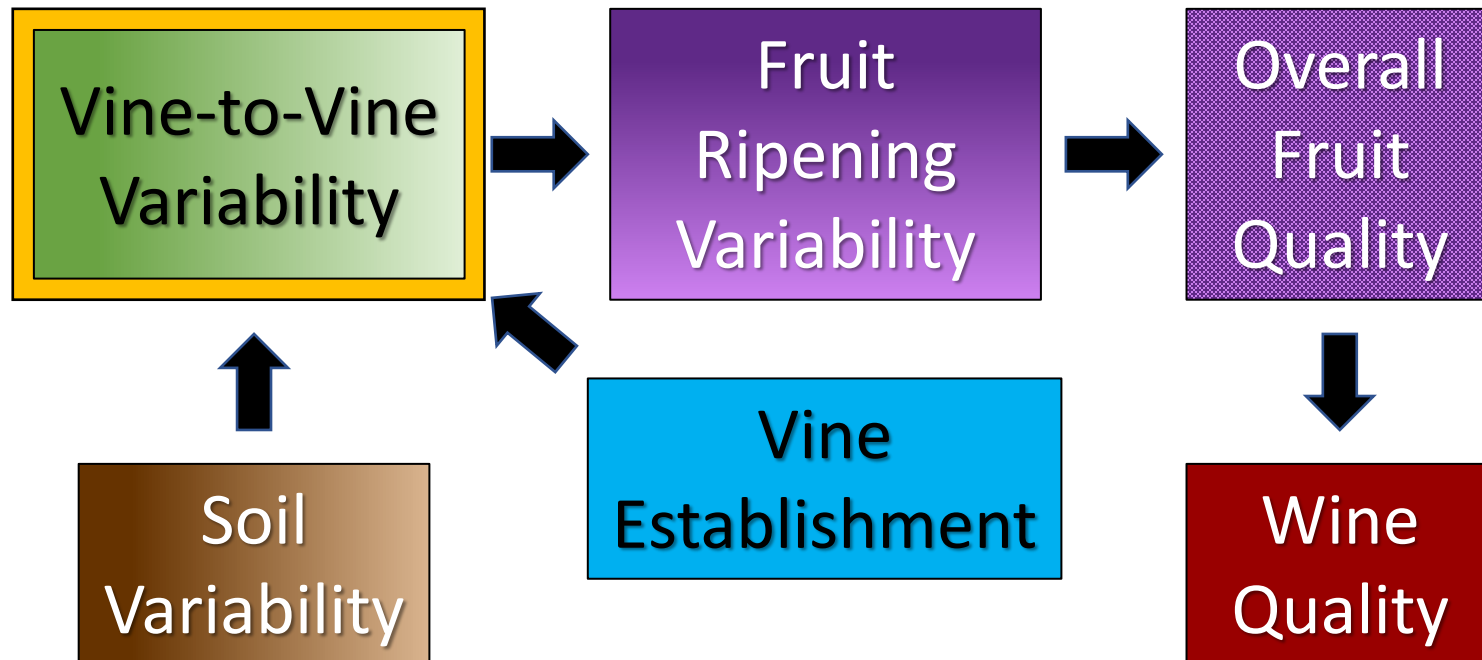 Vine-to-Vine
Variability
Fruit
Ripening
Variability
Overall
Fruit
Quality
Soil
Variability
Vine
Establishment
Wine
Quality